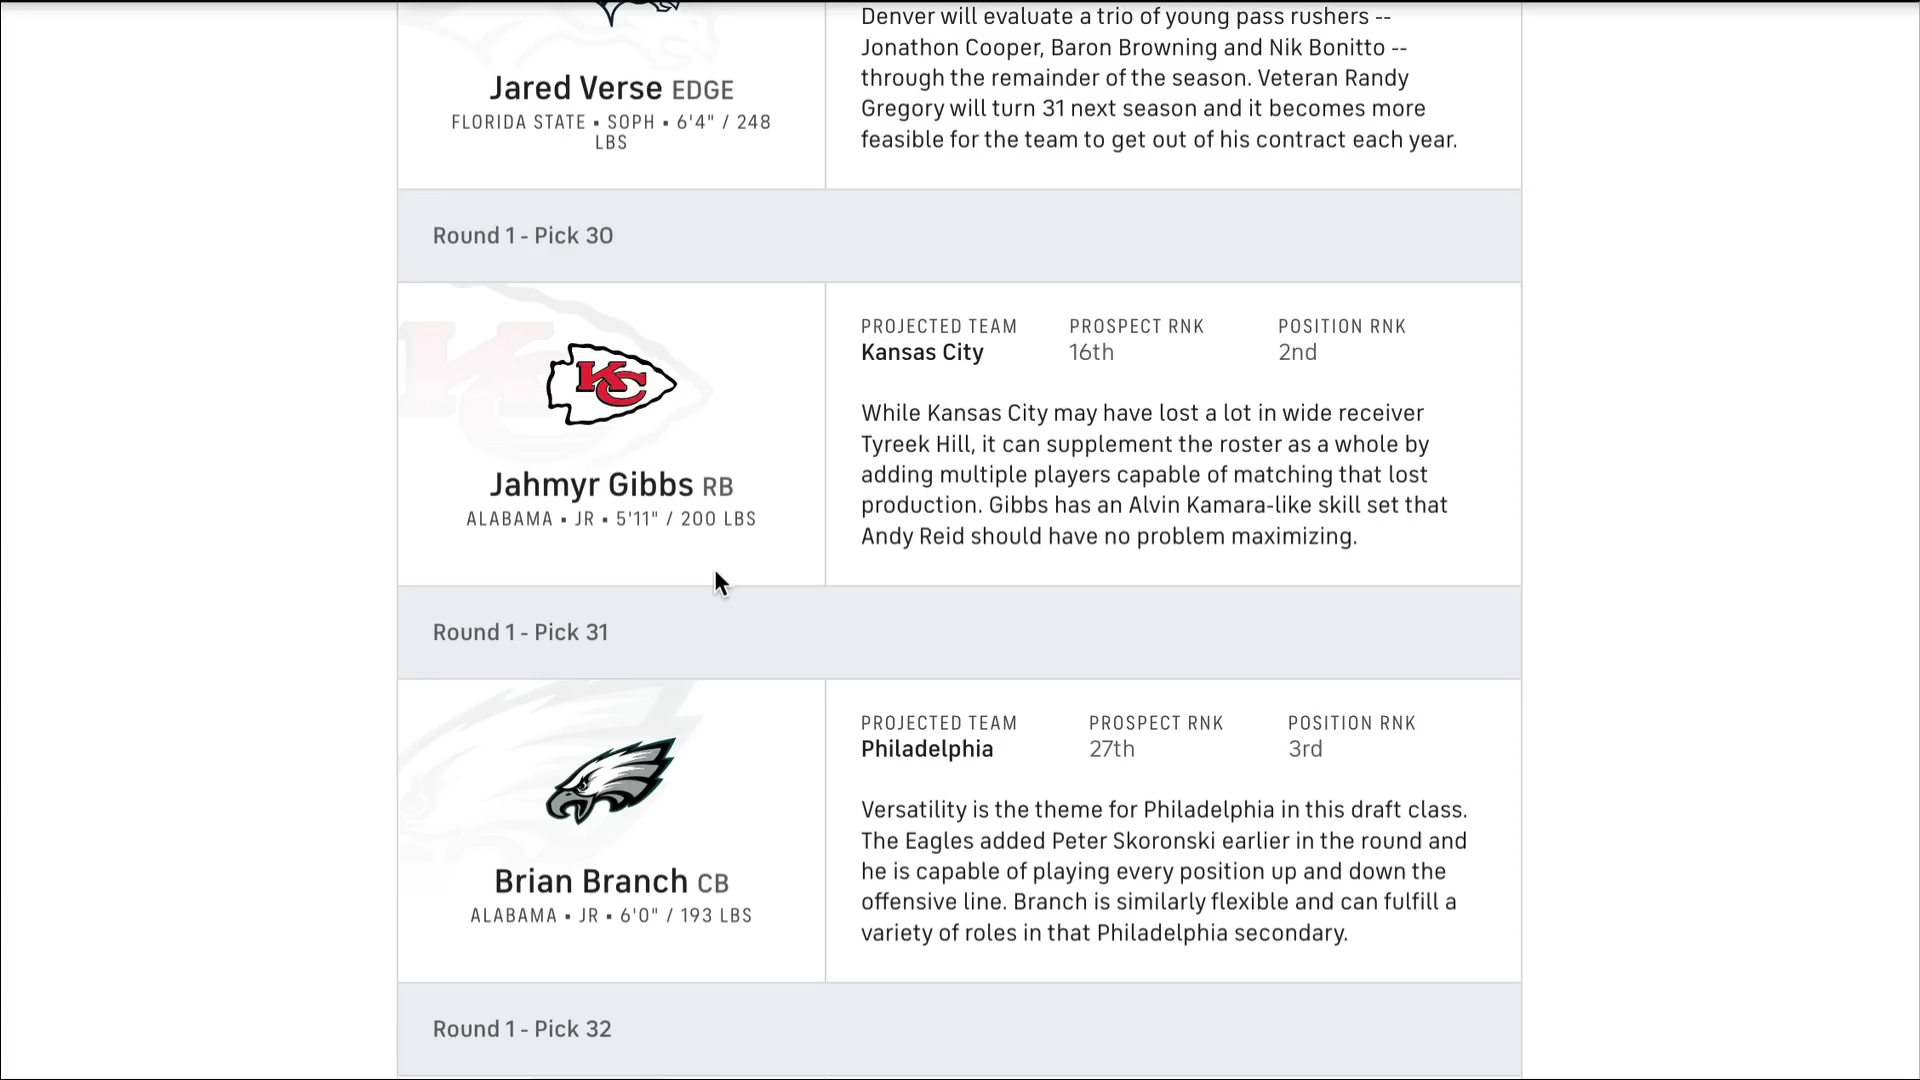 Denver will evaluate a trio of young pass rushers --
Jonathon Cooper, Baron Browning and Nik Bonitto --
through the remainder of the season. Veteran Randy
Gregory will turn 31 next season and it becomes more
feasible for the team to get out of his contract each year.
Jared Verse EDGE
FLORIDA STATE • SOPH • 6'4" / 248
LBS
Round 1 - Pick 30
KC
Jahmyr Gibbs RB
ALABAMA • JR • 5'11" / 200 LBS
PROJECTED TEAM PROSPECT RNK POSITION RNK
Kansas City 16th 2nd
While Kansas City may have lost a lot in wide receiver
Tyreek Hill, it can supplement the roster as a whole by
adding multiple players capable of matching that lost
production. Gibbs has an Alvin Kamara-like skill set that
Andy Reid should have no problem maximizing.
Round 1 - Pick 31
Brian Branch CB
ALABAMA • JR • 6'0" / 193 LBS
PROJECTED TEAM PROSPECT RNK POSITION RNK
Philadelphia 27th 3rd
Versatility is the theme for Philadelphia in this draft class.
The Eagles added Peter Skoronski earlier in the round and
he is capable of playing every position up and down the
offensive line. Branch is similarly flexible and can fulfill a
variety of roles in that Philadelphia secondary.
Round 1 - Pick 32